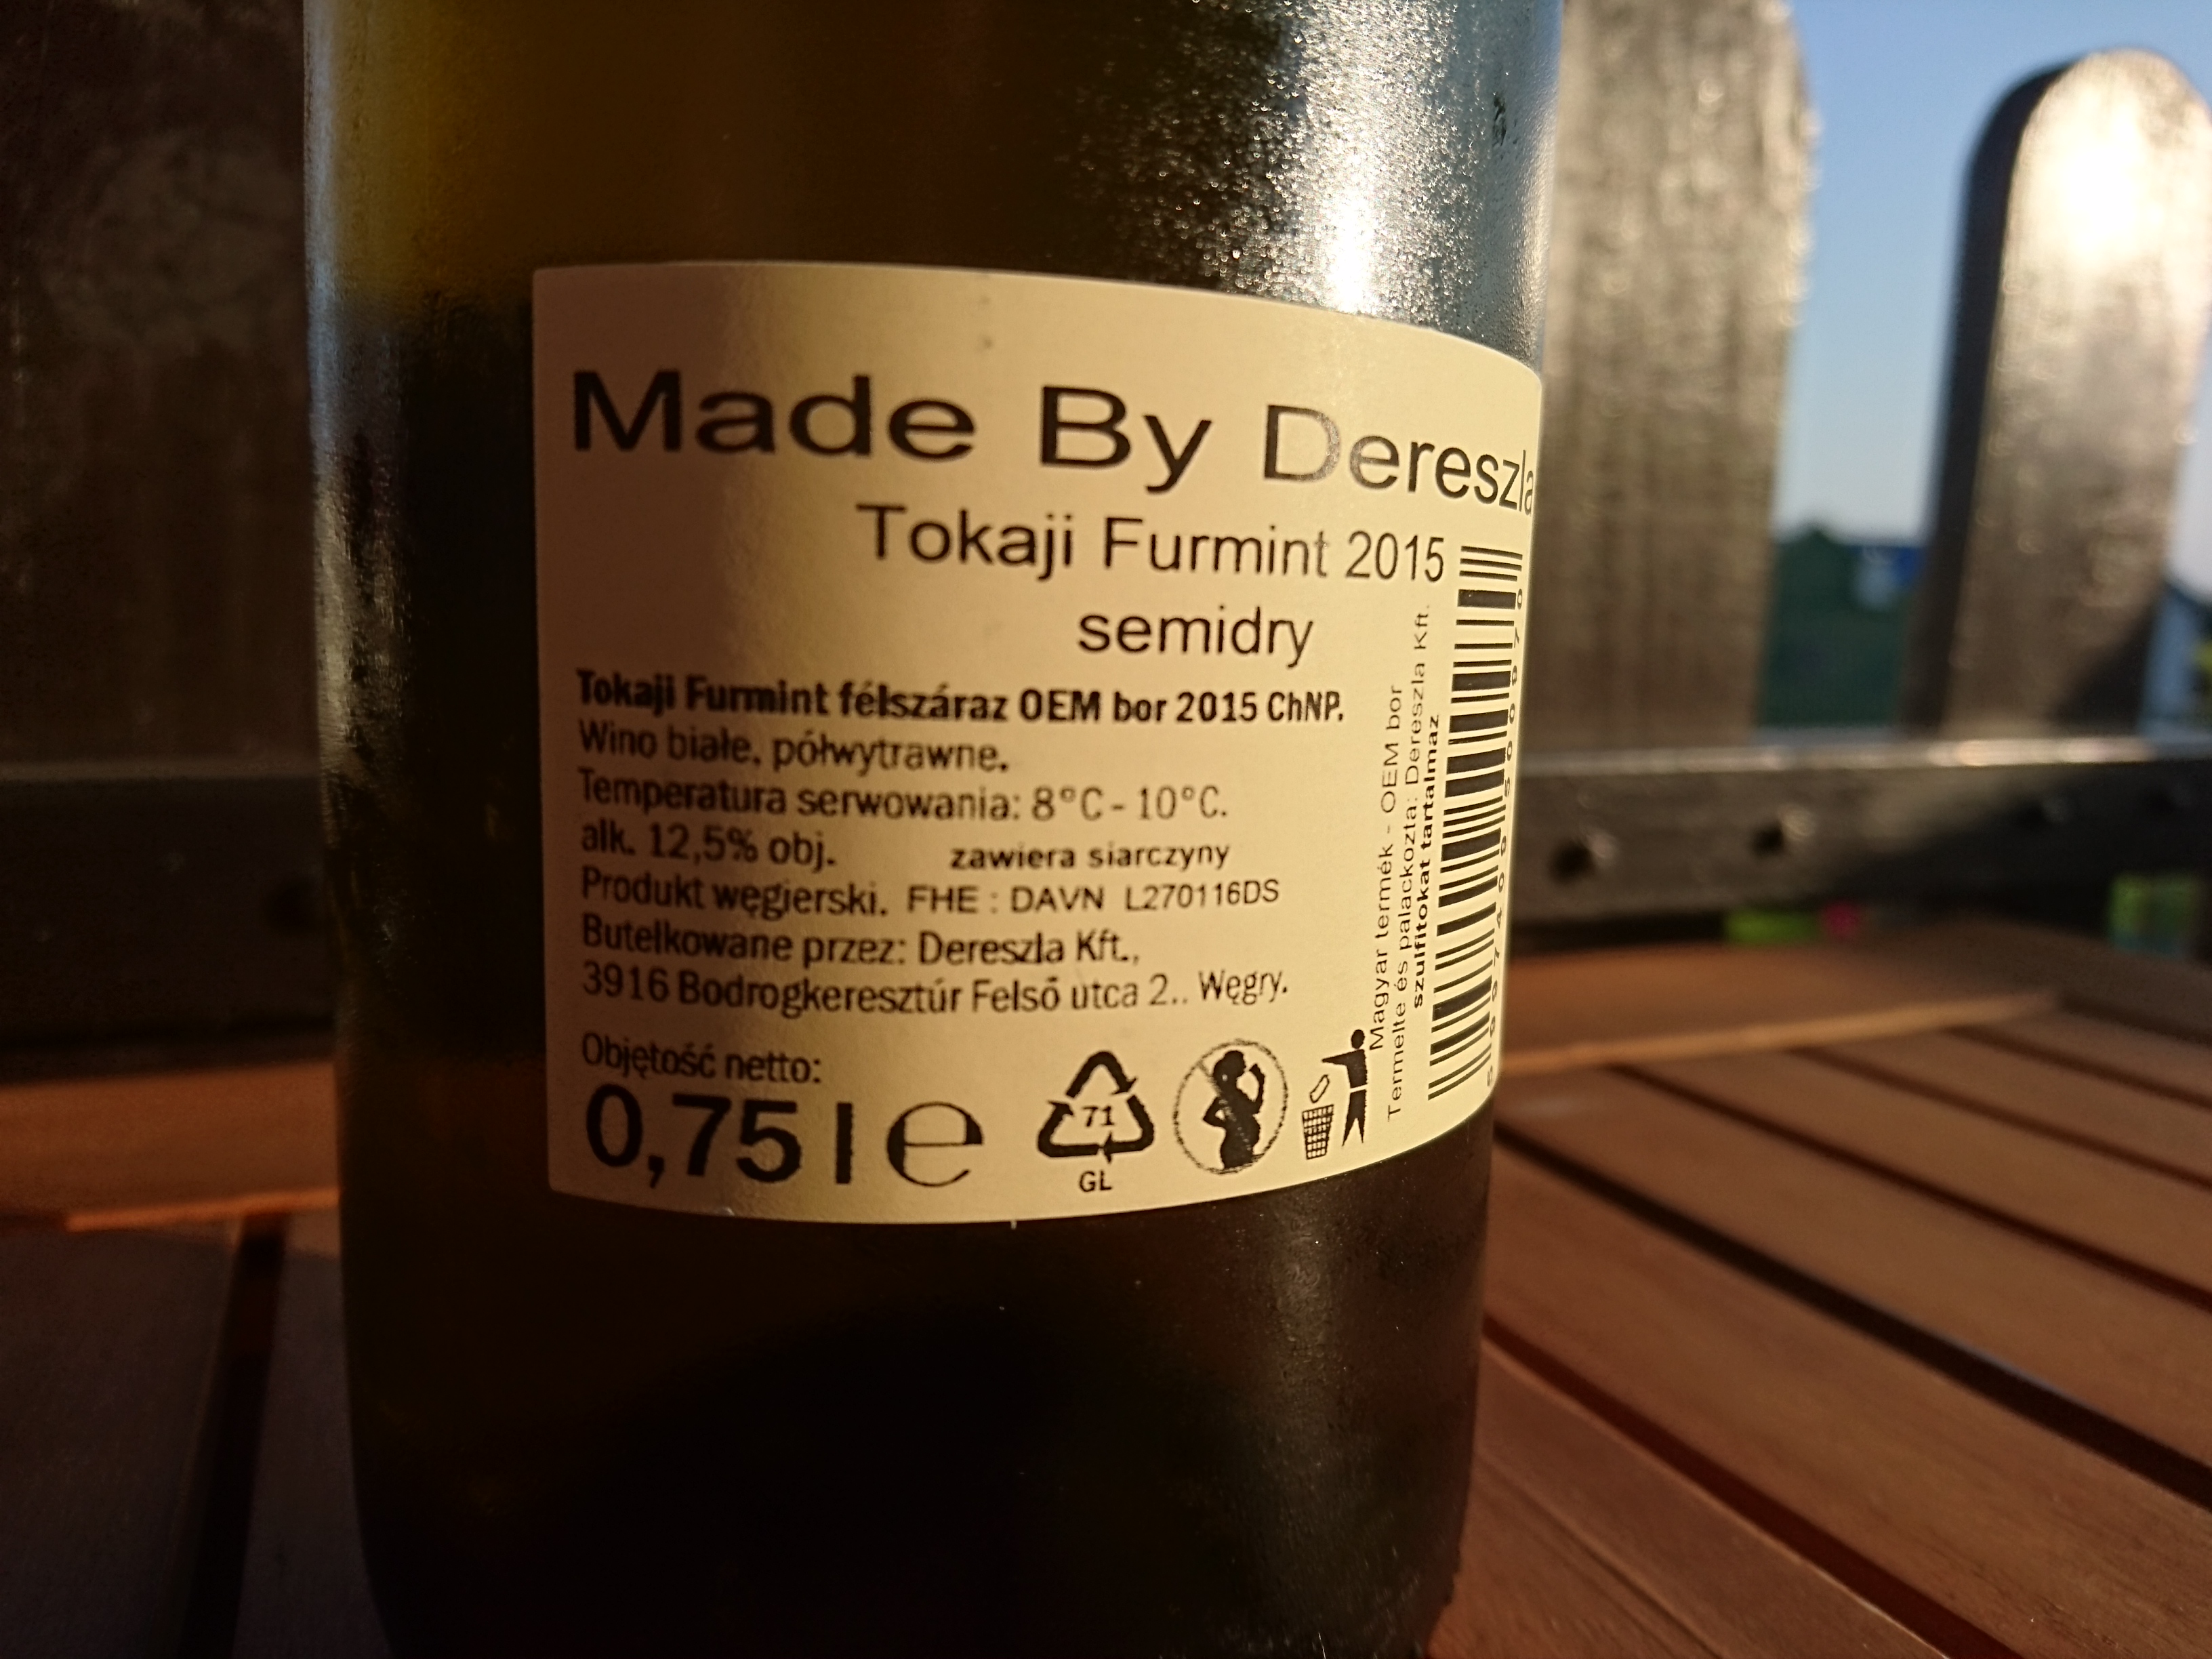 Made By Dereszla
Tokaji Furmint 2015
semidry
Tokaji Furmint félszáraz OEM bor 2015 ChNP.
Wino białe, półwytrawne.
Temperatura serwowania: 8°C - 10°C.
alk. 12,5% obj. zawiera siarczyny
Produkt węgierski. FHE : DAVN L270116DS
Butelkowane przez: Dereszla Kft.,
3916 Bodrogkeresztúr Felső utca 2.. Węgry.
Objętość netto:
0,75 l e
71
GL
Magyar termék - OEM bor
Termelte és palackozta: Dereszla Kft.
szulfitokat tartalmaz